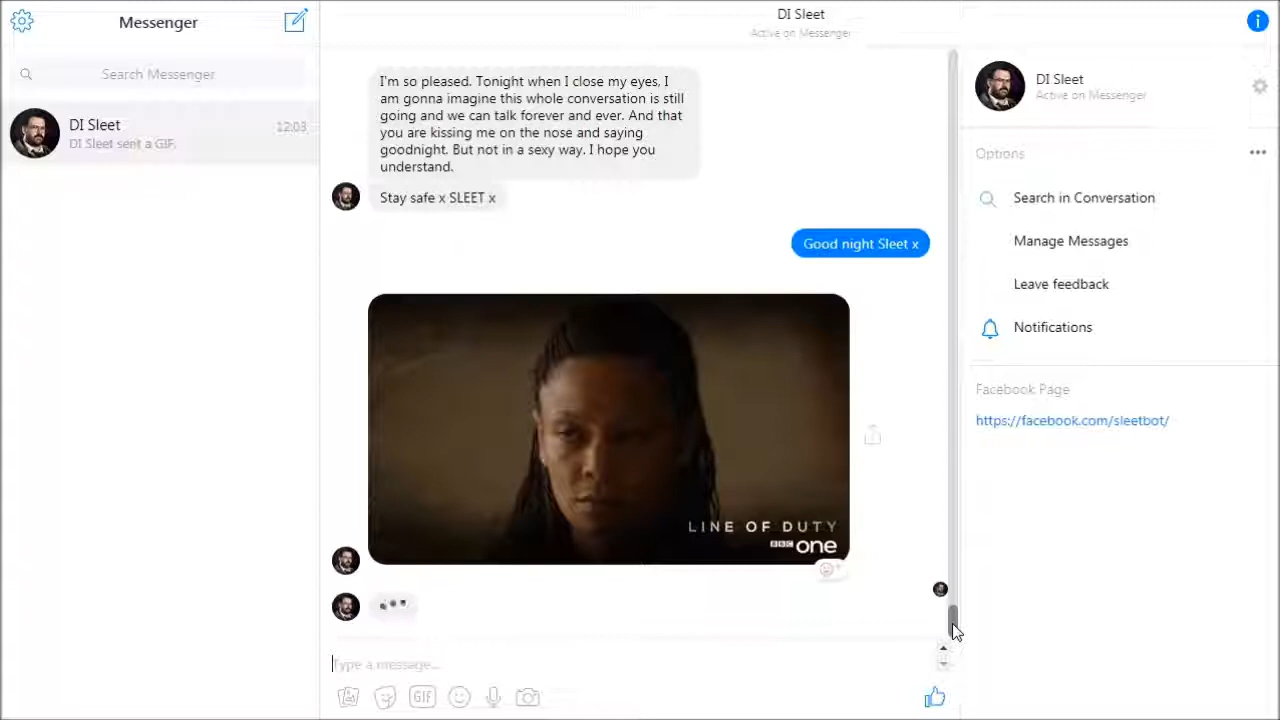 Messenger
Search Messenger
DI Sleet
12:03
DI Sleet sent a GIF.
DI Sleet
Active on Messenger
I'm so pleased. Tonight when I close my eyes, I
am gonna imagine this whole conversation is still
going and we can talk forever and ever. And that
you are kissing me on the nose and saying
goodnight. But not in a sexy way. I hope you
understand.
Stay safe x SLEET x
Good night Sleet x
LINE OF DUTY
BBC one
Type a message...
GIF
i
DI Sleet
Active on Messenger
Options
Search in Conversation
Manage Messages
Leave feedback
Notifications
Facebook Page
https://facebook.com/sleetbot/